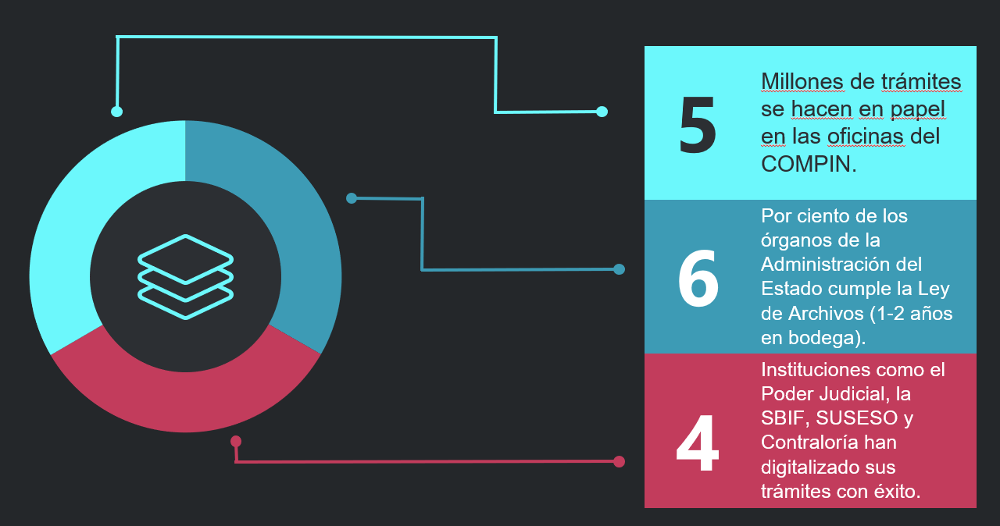 5
Millones de trámites
se hacen en papel
en las oficinas del
COMPIN.
6
Por ciento de los
órganos de la
Administración del
Estado cumple la Ley
de Archivos (1-2 años
en bodega).
4
Instituciones como el
Poder Judicial, la
SBIF, SUSESO y
Contraloría han
digitalizado sus
trámites con éxito.